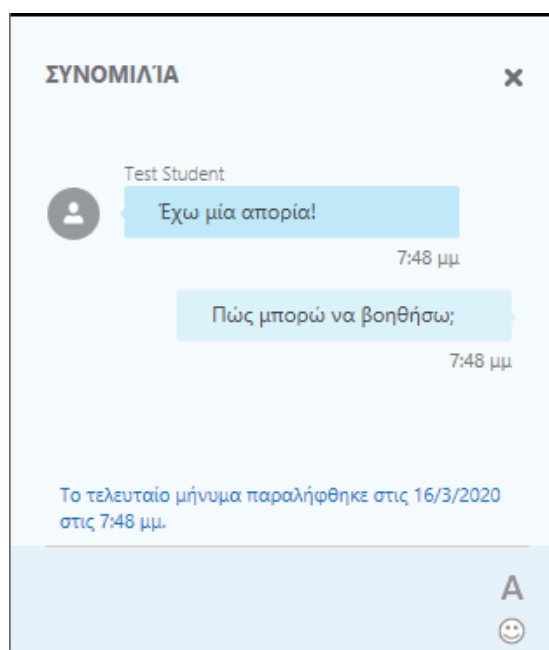 ΣΥΝΟΜΙΛΊΑ
Test Student
Έχω μία απορία!
7:48 μμ
Πώς μπορώ να βοηθήσω;
7:48 μμ
Το τελευταίο μήνυμα παραλήφθηκε στις 16/3/2020
στις 7:48 μμ.
A